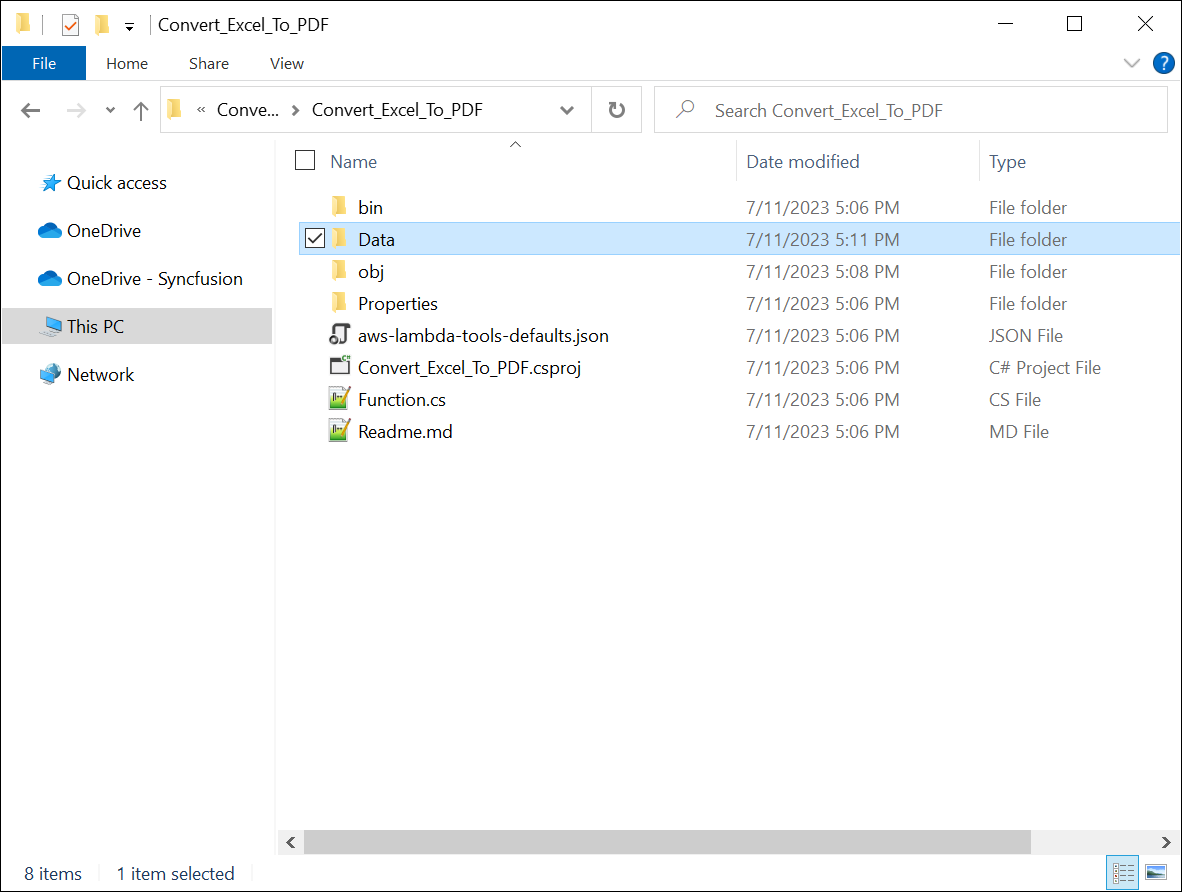 Convert_Excel_To_PDF
File Home Share View ?
« Conve... Convert_Excel_To_PDF Search Convert_Excel_To_PDF
Quick access
OneDrive
OneDrive - Syncfusion
This PC
Network
Name Date modified Type
bin 7/11/2023 5:06 PM File folder
Data 7/11/2023 5:11 PM File folder
obj 7/11/2023 5:08 PM File folder
Properties 7/11/2023 5:06 PM File folder
aws-lambda-tools-defaults.json 7/11/2023 5:06 PM JSON File
Convert_Excel_To_PDF.csproj 7/11/2023 5:06 PM C# Project File
Function.cs 7/11/2023 5:06 PM CS File
Readme.md 7/11/2023 5:06 PM MD File
8 items 1 item selected